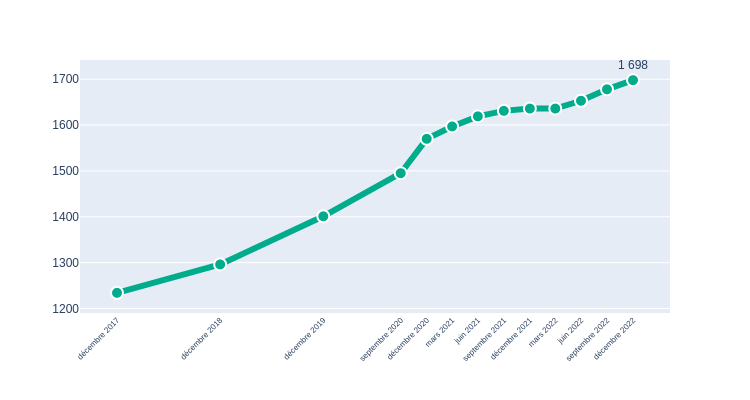 1 698
1700
1600
1500
1400
1300
1200
décembre 2017
décembre 2018
décembre 2019
septembre 2020
décembre 2020
mars 2021
juin 2021
septembre 2021
décembre 2021
mars 2022
juin 2022
septembre 2022
décembre 2022